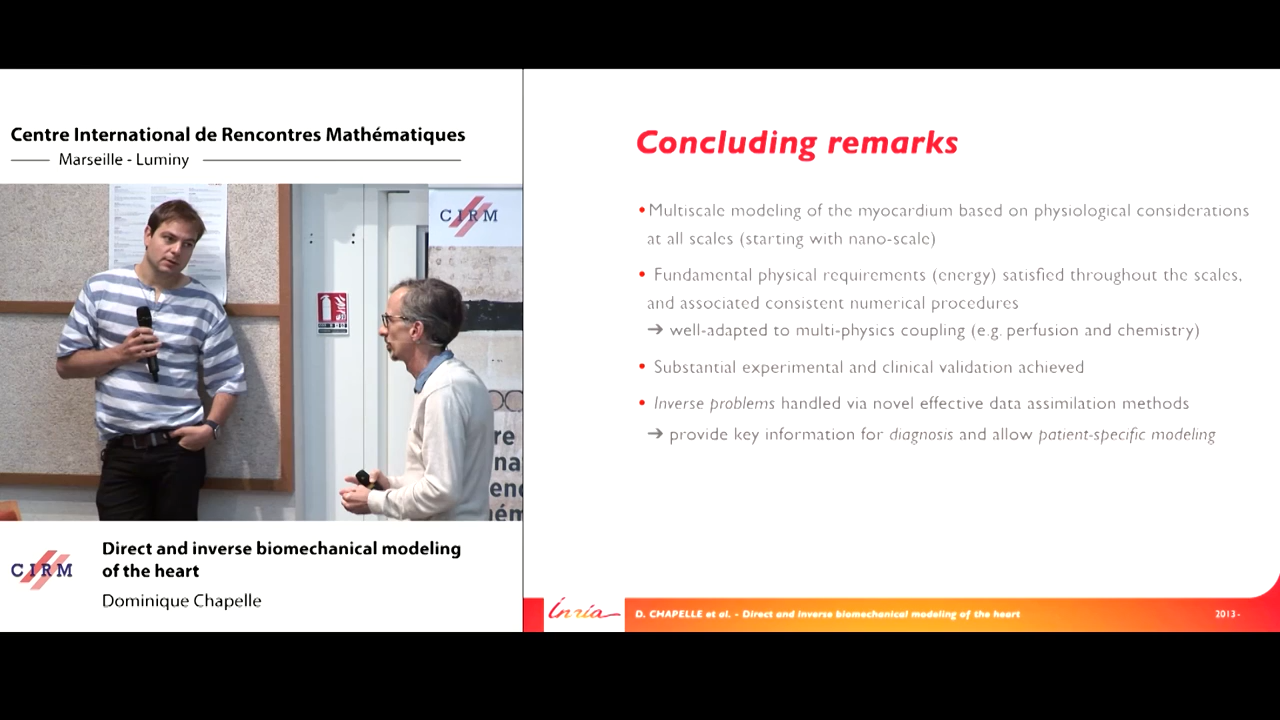 Centre International de Rencontres Mathématiques
Marseille - Luminy
CIRM
Direct and inverse biomechanical modeling
of the heart
Dominique Chapelle
CIRM
Concluding remarks
• Multiscale modeling of the myocardium based on physiological considerations
at all scales (starting with nano-scale)
• Fundamental physical requirements (energy) satisfied throughout the scales,
and associated consistent numerical procedures
➔ well-adapted to multi-physics coupling (e.g. perfusion and chemistry)
• Substantial experimental and clinical validation achieved
• Inverse problems handled via novel effective data assimilation methods
➔ provide key information for diagnosis and allow patient-specific modeling
Inria
D. CHAPELLE et al. - Direct and inverse biomechanical modeling of the heart
2013-